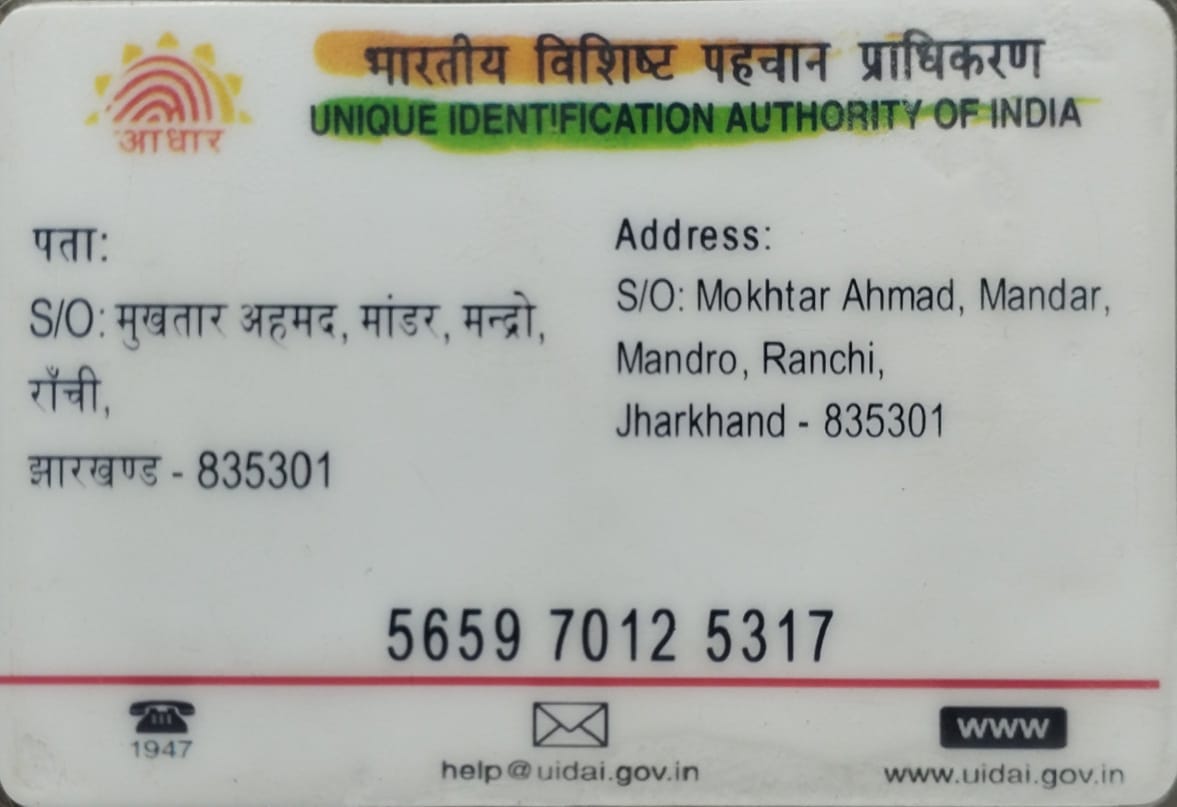 भारतीय विशिष्ट पहचान प्राधिकरण
UNIQUE IDENTIFICATION AUTHORITY OF INDIA
आधार
पता:
S/O: मुखतार अहमद, मांडर, मन्द्रो,
राँची,
झारखण्ड - 835301
Address:
S/O: Mokhtar Ahmad, Mandar,
Mandro, Ranchi,
Jharkhand - 835301
5659 7012 5317
1947
help@uidai.gov.in
www
www.uidai.gov.in